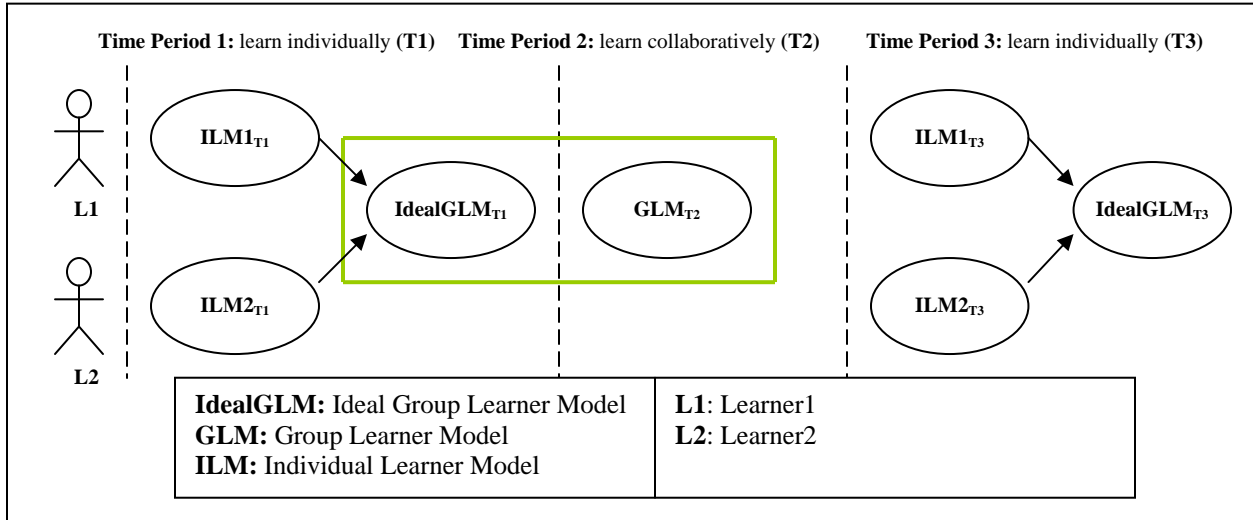 Time Period 1: learn individually (T1) Time Period 2: learn collaboratively (T2) Time Period 3: learn individually (T3)
ILM1T1
ILM1T3
L1
IdealGLMT1
GLMT2
IdealGLMT3
ILM2T1
ILM2T3
L2
IdealGLM: Ideal Group Learner Model
GLM: Group Learner Model
ILM: Individual Learner Model
L1: Learner1
L2: Learner2